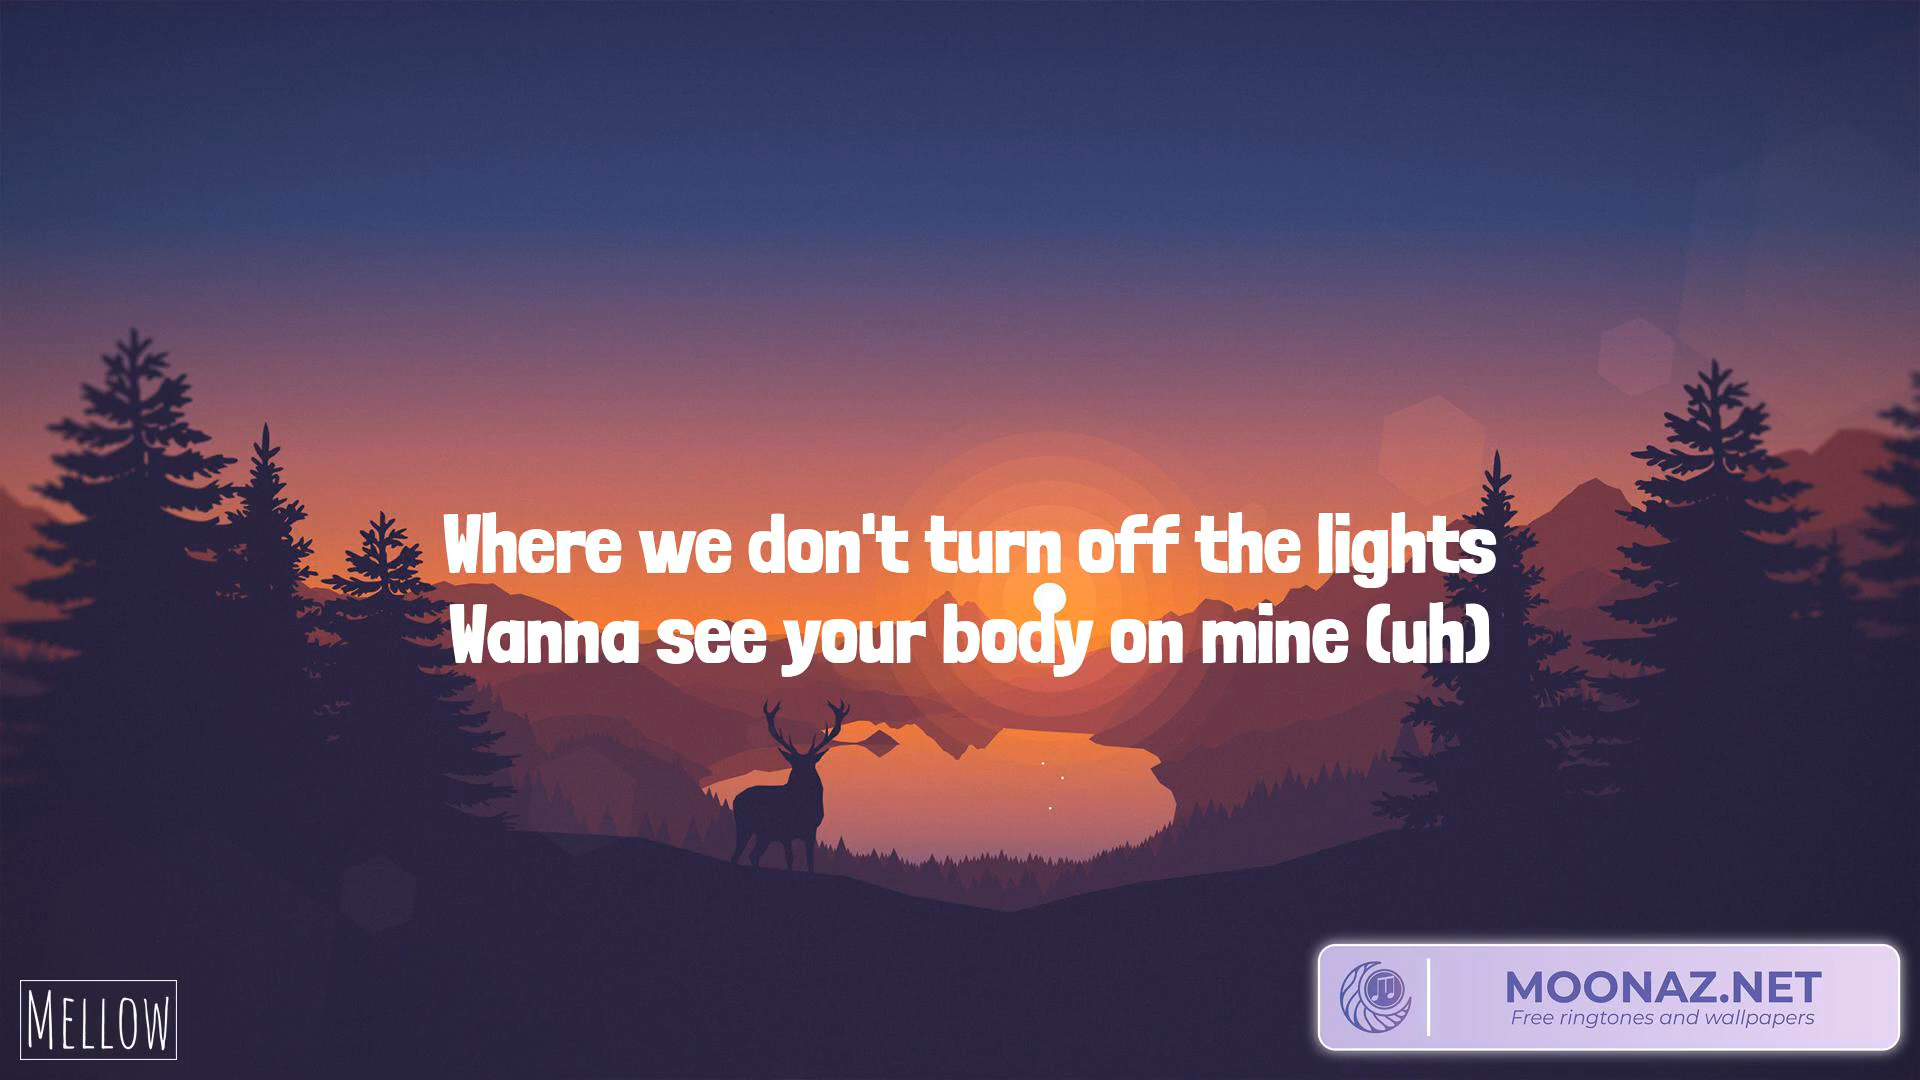 Where we don't turn off the lights
Wanna see your body on mine (uh)
MELLOW
MOONAZ.NET
Free ringtones and wallpapers